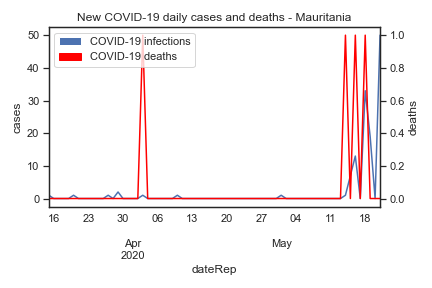 New COVID-19 daily cases and deaths - Mauritania
COVID-19 infections
COVID-19 deaths
50
40
30
20
10
0
cases
1.0
0.8
0.6
0.4
0.2
0.0
deaths
16 23 30 06 13 20 27 04 11 18
Apr May
2020
dateRep